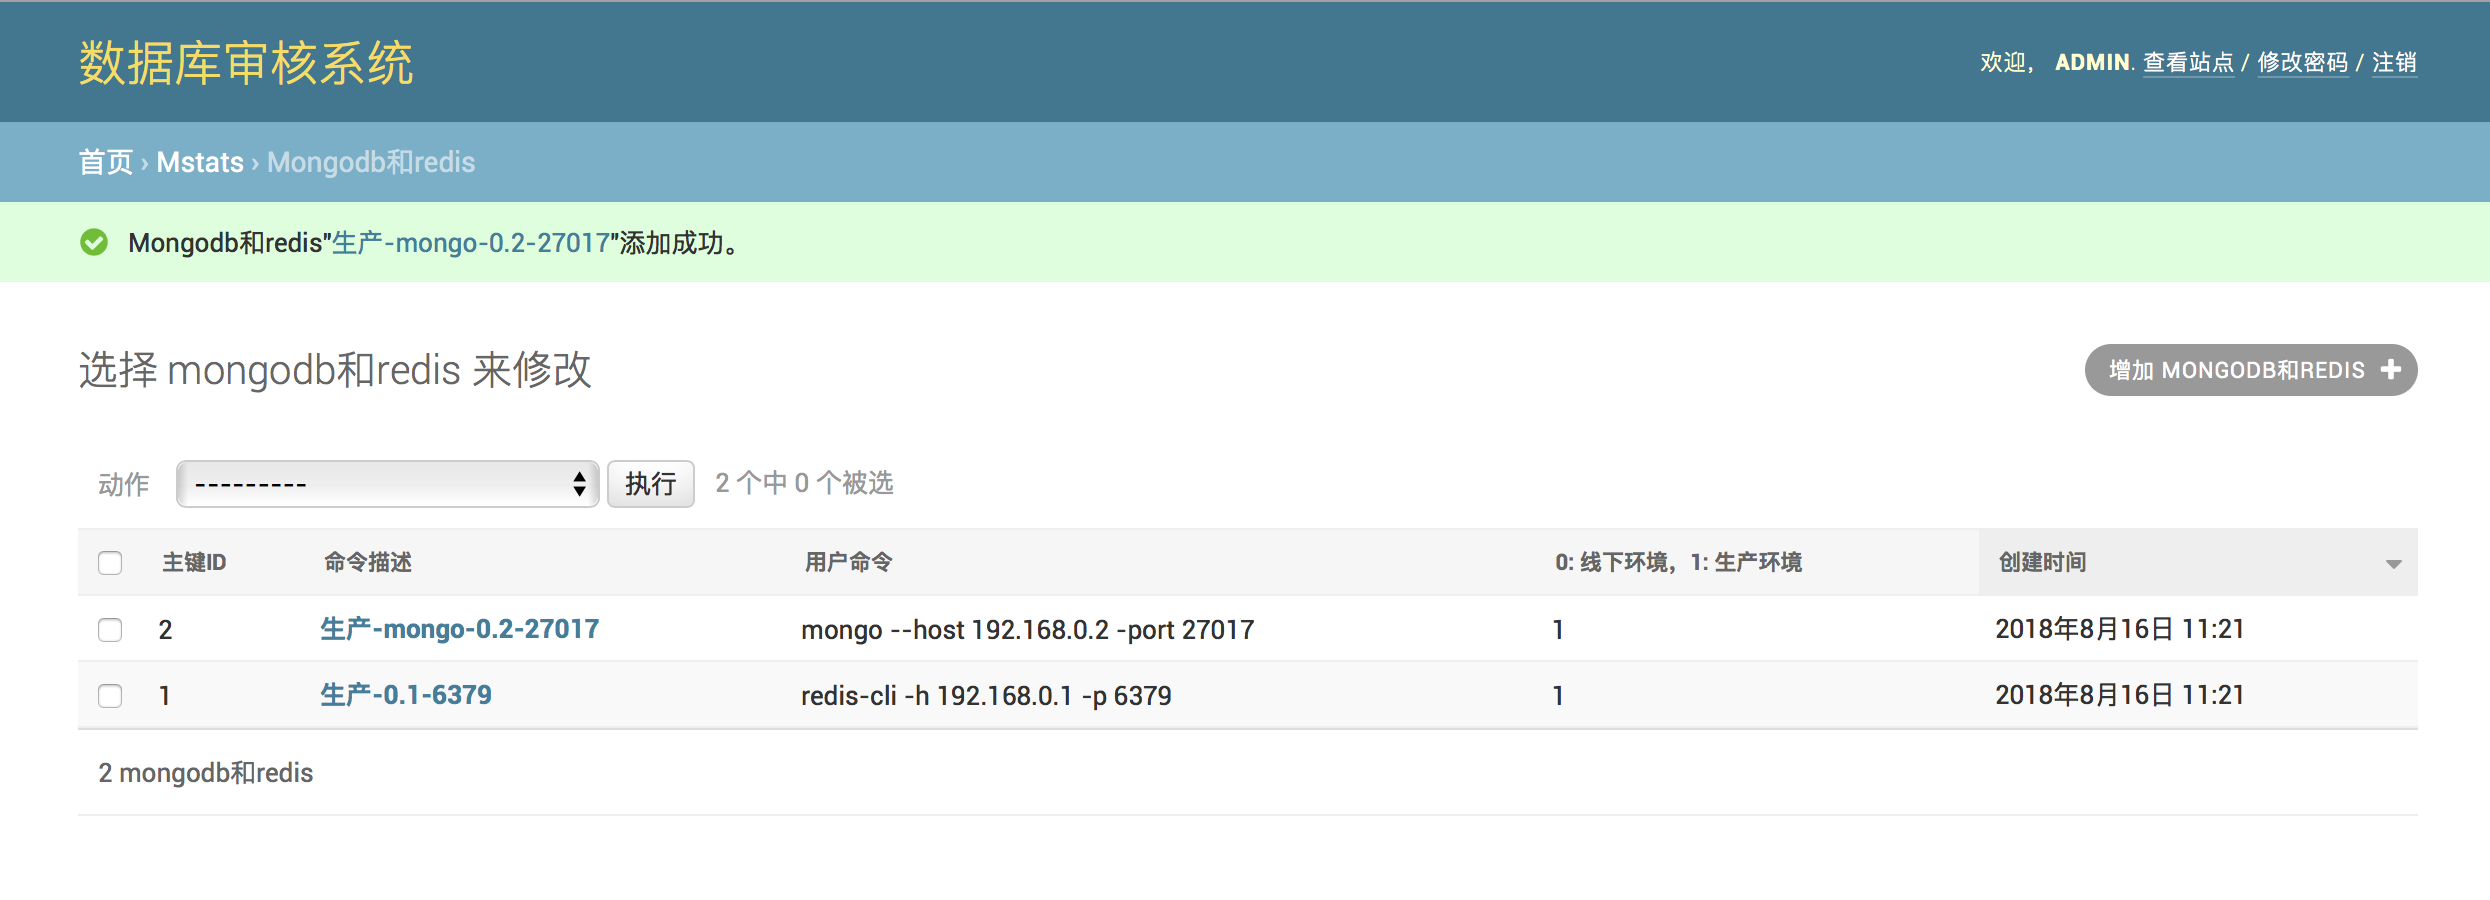 数据库审核系统
欢迎， ADMIN. 查看站点 / 修改密码 / 注销
首页 › Mstats › Mongodb和redis
Mongodb和redis"生产-mongo-0.2-27017"添加成功。
选择 mongodb和redis 来修改
增加 MONGODB和REDIS +
动作 --------- 执行 2 个中 0 个被选
主键ID 命令描述 用户命令 0: 线下环境，1: 生产环境 创建时间
2 生产-mongo-0.2-27017 mongo --host 192.168.0.2 -port 27017 1 2018年8月16日 11:21
1 生产-0.1-6379 redis-cli -h 192.168.0.1 -p 6379 1 2018年8月16日 11:21
2 mongodb和redis